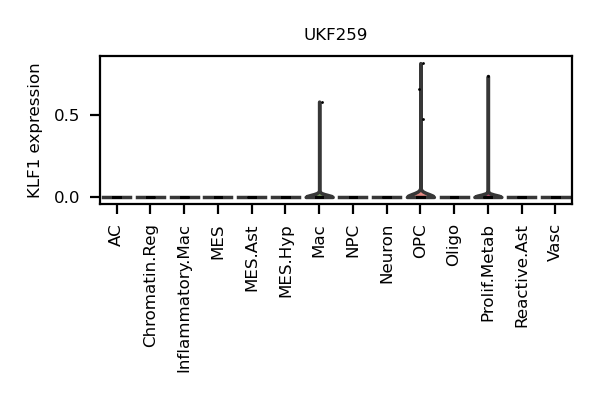 UKF259
KLF1 expression
0.5
0.0
AC
Chromatin.Reg
Inflammatory.Mac
MES
MES.Ast
MES.Hyp
Mac
NPC
Neuron
OPC
Oligo
Prolif.Metab
Reactive.Ast
Vasc